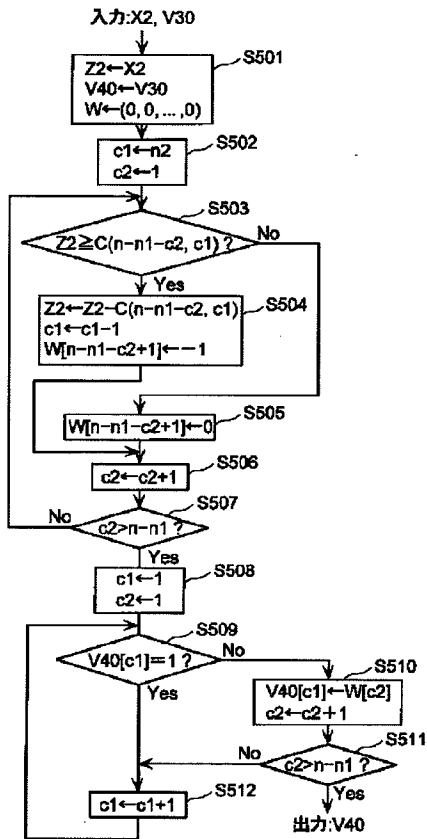 入力:X2, V30
S501
Z2←X2
V40←V30
W←(0, 0, ... ,0)
S502
c1←n2
c2←1
S503
Z2≧C(n−n1−c2, c1) ?
No
Yes
S504
Z2←Z2−C(n−n1−c2, c1)
c1←c1−1
W[n−n1−c2+1]←−1
S505
W[n−n1−c2+1]←0
S506
c2←c2+1
S507
No
c2>n−n1 ?
Yes
S508
c1←1
c2←1
S509
V40[c1]=1 ?
No
Yes
S510
V40[c1]←W[c2]
c2←c2+1
S511
No
c2>n−n1 ?
Yes
S512
c1←c1+1
出力:V40